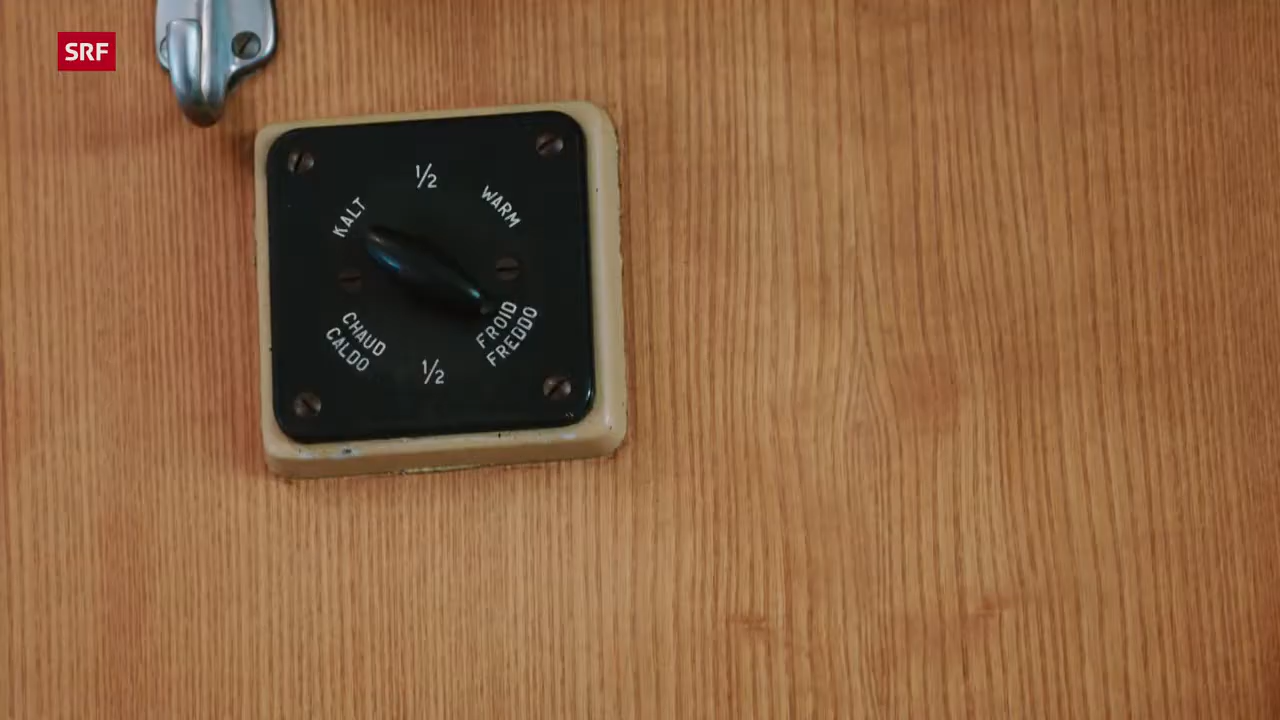 SRF
1/2
KALT
WARM
CHAUD
CALDO
FROID
FREDDO
1/2